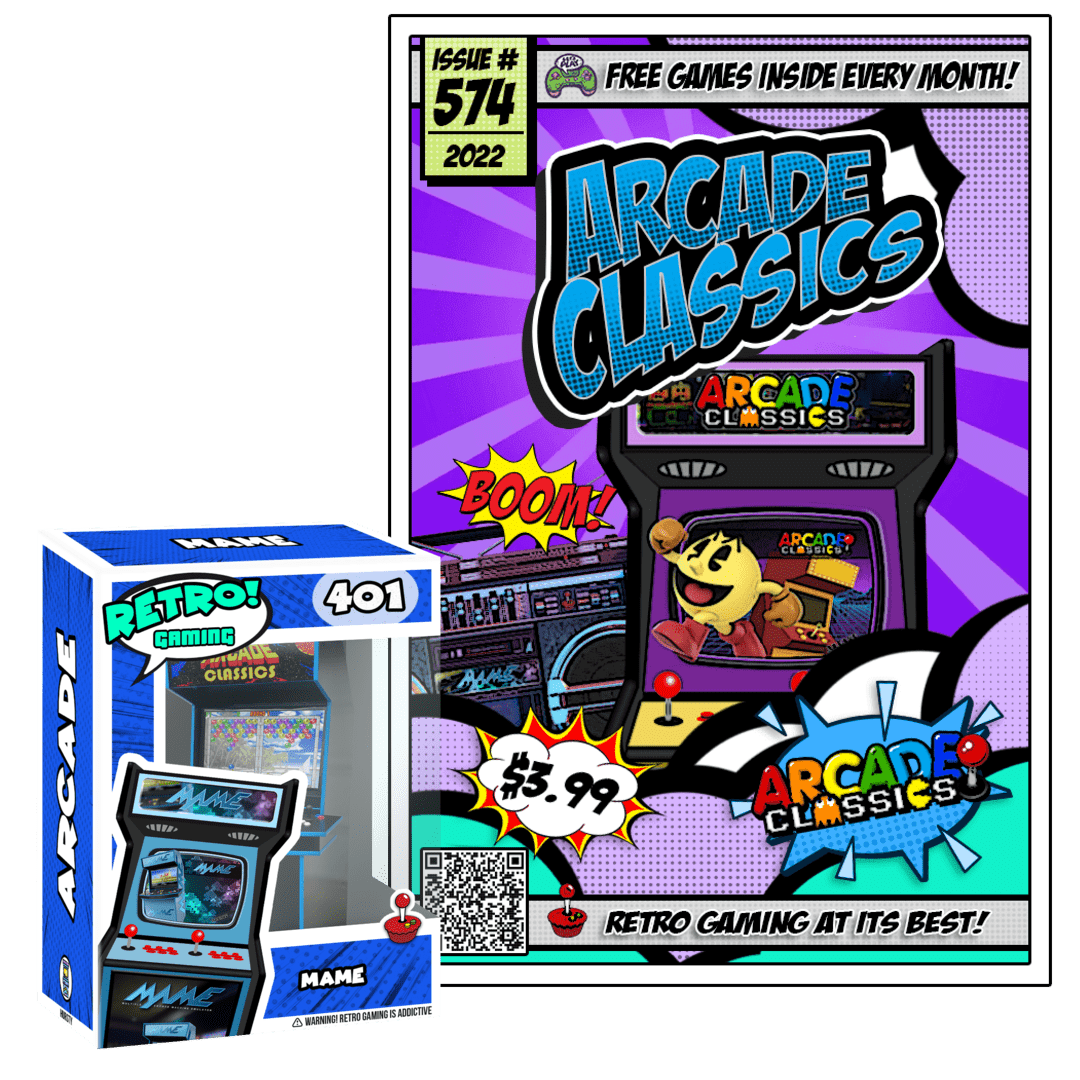 ISSUE #
574
2022
FREE GAMES INSIDE EVERY MONTH!
ARCADE
CLASSICS
ARCADE
CLASSICS
BOOM!
ARCADE
CLASSICS
MAME
$3.99
ARCADE
CLASSICS
RETRO GAMING AT ITS BEST!
MAME
RETRO!
GAMING
401
ARCADE
ARCADE
CLASSICS
MAME
MAME
MAME
MAME
MAME
WARNING! RETRO GAMING IS ADDICTIVE